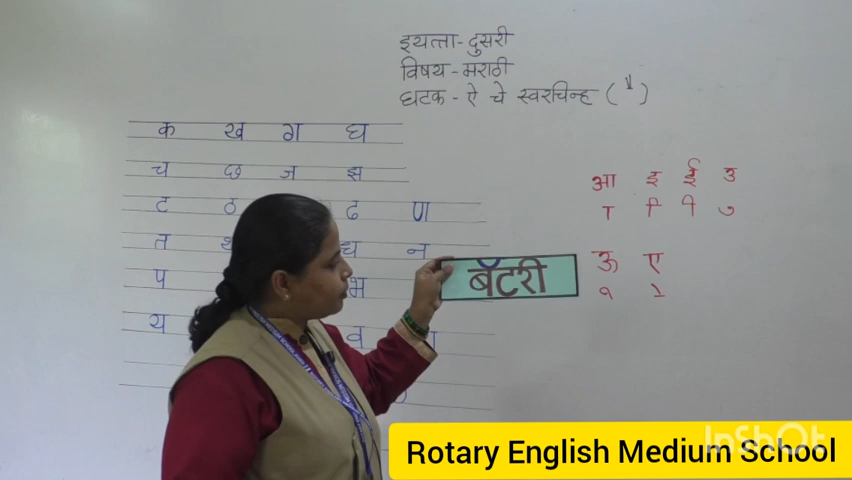 इयत्ता - दुसरी
विषय - मराठी
घटक - ऐ चे स्वरचिन्ह ( ै )
क ख ग घ
च छ ज झ
ट ठ ढ ण
त थ ध न
प भ
य व
बॅटरी
आ इ ई उ
ा ि ी ु
ऊ ए
ू े
Rotary English Medium School
InShOt